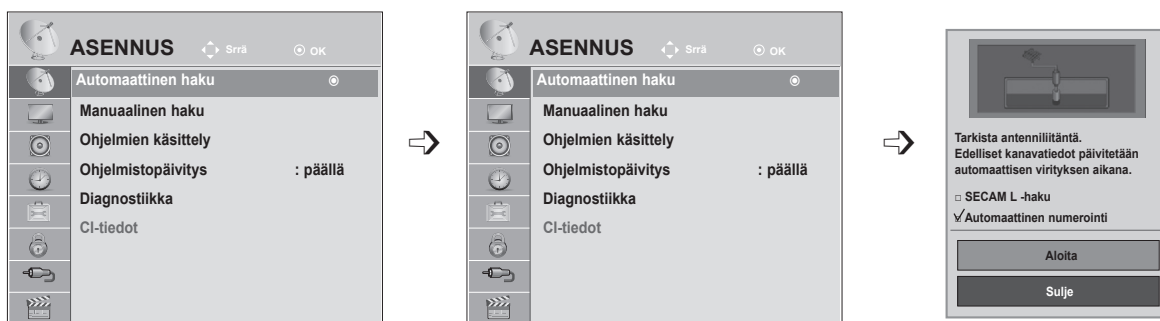 ASENNUS Srrä OK
Automaattinen haku
Manuaalinen haku
Ohjelmien käsittely
Ohjelmistopäivitys : päällä
Diagnostiikka
CI-tiedot
ASENNUS Srrä OK
Automaattinen haku
Manuaalinen haku
Ohjelmien käsittely
Ohjelmistopäivitys : päällä
Diagnostiikka
CI-tiedot
Tarkista antenniliitäntä.
Edelliset kanavatiedot päivitetään
automaattisen virityksen aikana.
SECAM L -haku
Automaattinen numerointi
Aloita
Sulje